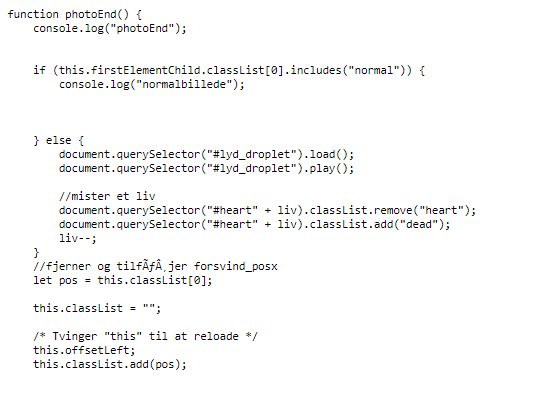 function photoEnd() {
console.log("photoEnd");
if (this.firstElementChild.classList[0].includes("normal")) {
console.log("normalbillede");
} else {
document.querySelector("#lyd_droplet").load();
document.querySelector("#lyd_droplet").play();
//mister et liv
document.querySelector("#heart" + liv).classList.remove("heart");
document.querySelector("#heart" + liv).classList.add("dead");
liv--;
}
//fjerner og tilfÃƒÂ¸jer forsvind_posx
let pos = this.classList[0];
this.classList = "";
/* Tvinger "this" til at reloade */
this.offsetLeft;
this.classList.add(pos);